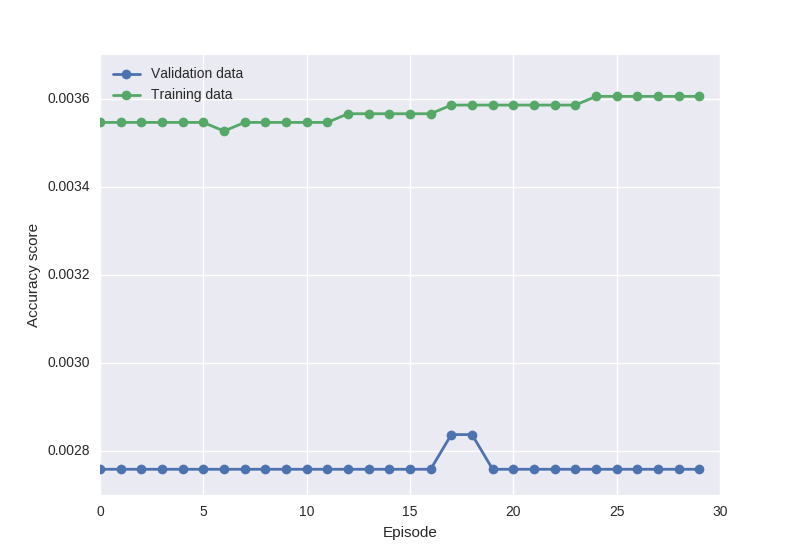 Validation data
Training data
0.0036
0.0034
0.0032
0.0030
0.0028
Accuracy score
0 5 10 15 20 25 30
Episode